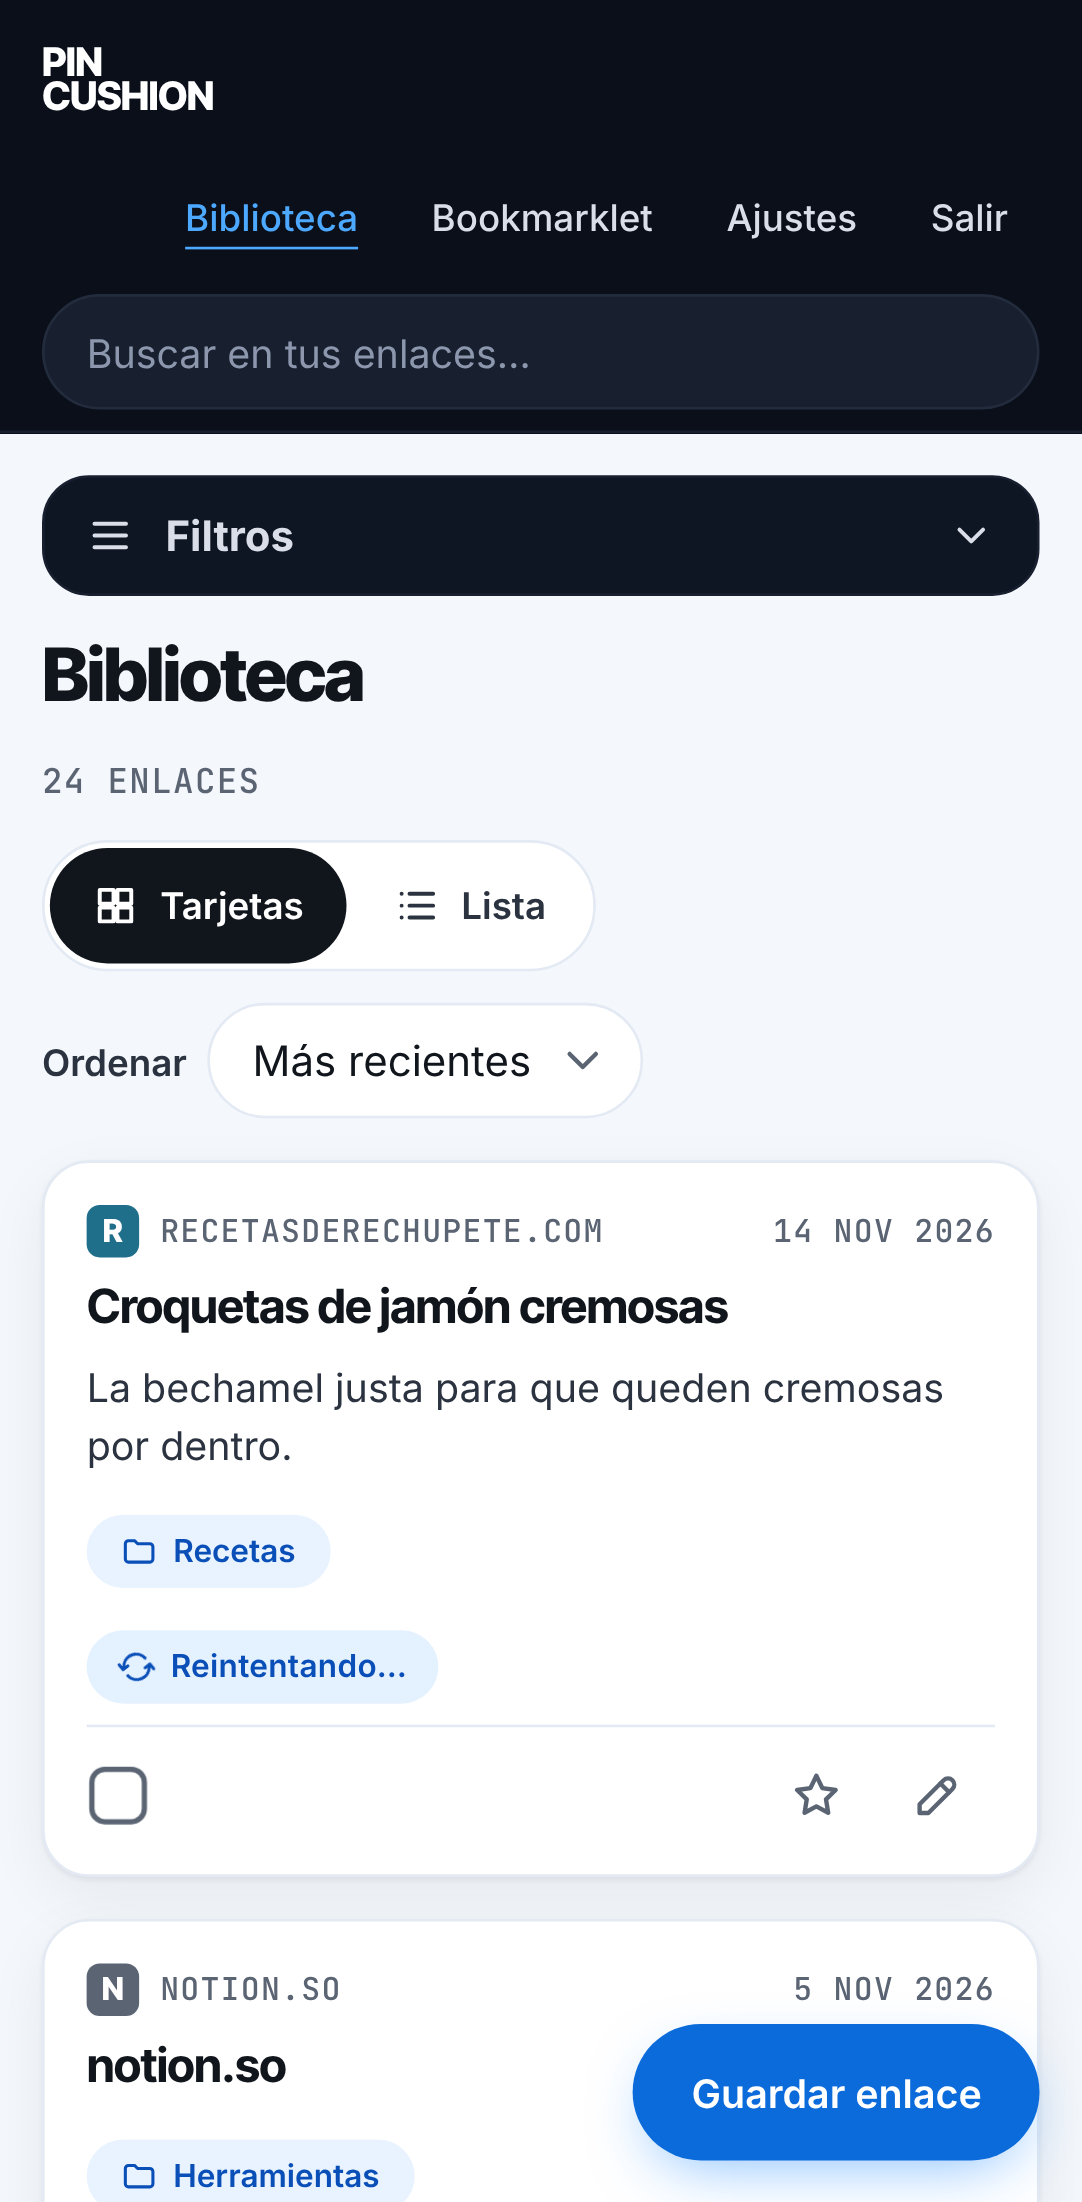 PIN
CUSHION
Biblioteca Bookmarklet Ajustes Salir
Buscar en tus enlaces...
Filtros
Biblioteca
24 ENLACES
Tarjetas Lista
Ordenar Más recientes
R RECETASDERECHUPETE.COM 14 NOV 2026
Croquetas de jamón cremosas
La bechamel justa para que queden cremosas
por dentro.
Recetas
Reintentando...
N NOTION.SO 5 NOV 2026
notion.so
Guardar enlace
Herramientas